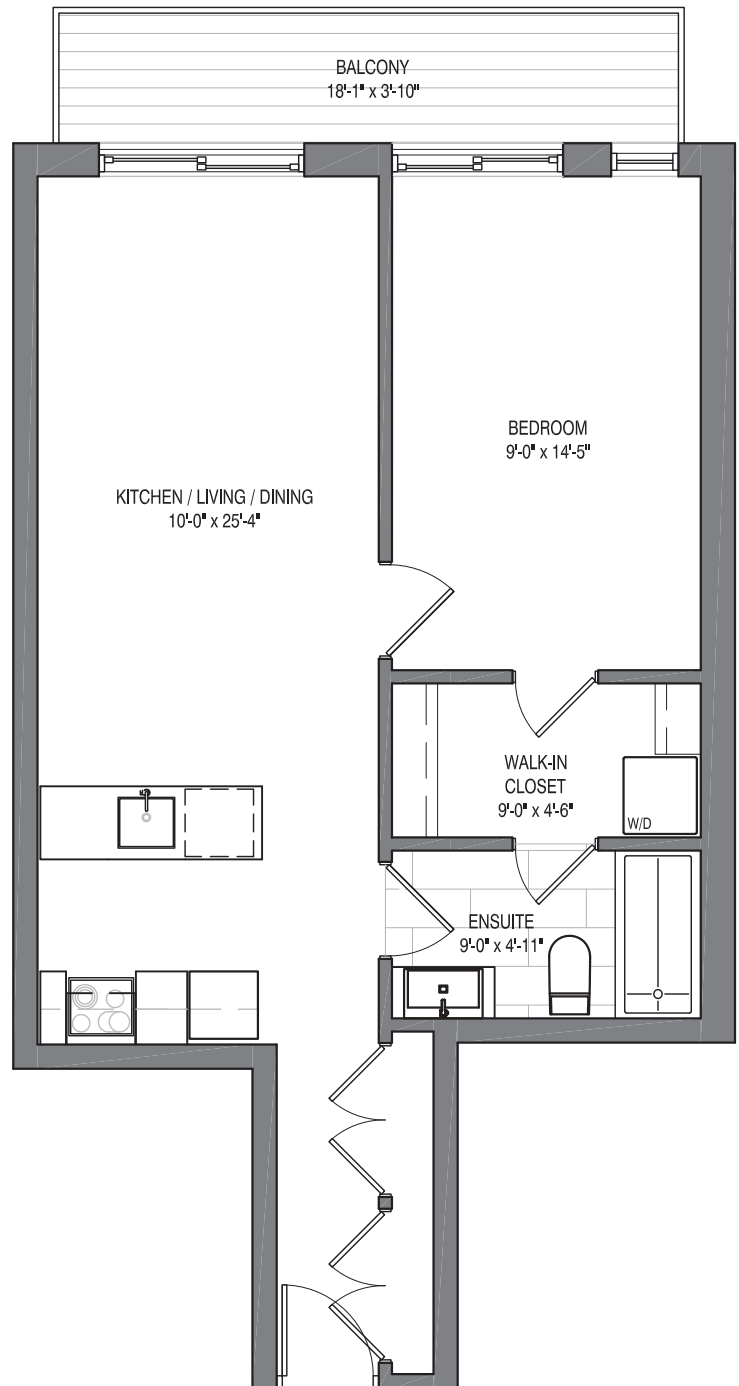 BALCONY
18'-1" x 3'-10"
BEDROOM
9'-0" x 14'-5"
KITCHEN / LIVING / DINING
10'-0" x 25'-4"
WALK-IN
CLOSET
9'-0" x 4'-6"
W/D
ENSUITE
9'-0" x 4'-11"